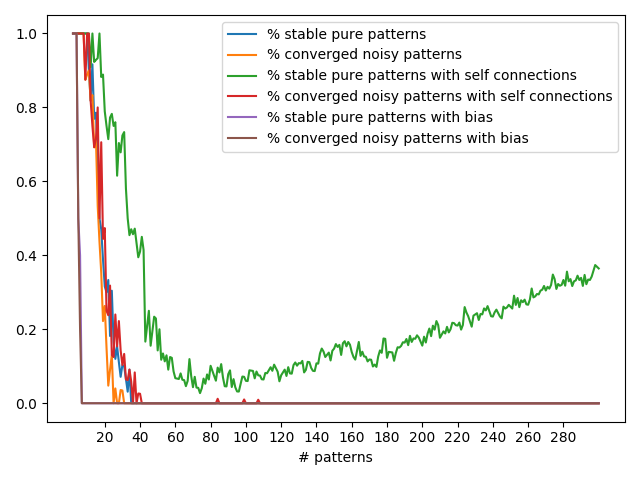 % stable pure patterns
% converged noisy patterns
% stable pure patterns with self connections
% converged noisy patterns with self connections
% stable pure patterns with bias
% converged noisy patterns with bias
1.0
0.8
0.6
0.4
0.2
0.0
20 40 60 80 100 120 140 160 180 200 220 240 260 280
# patterns